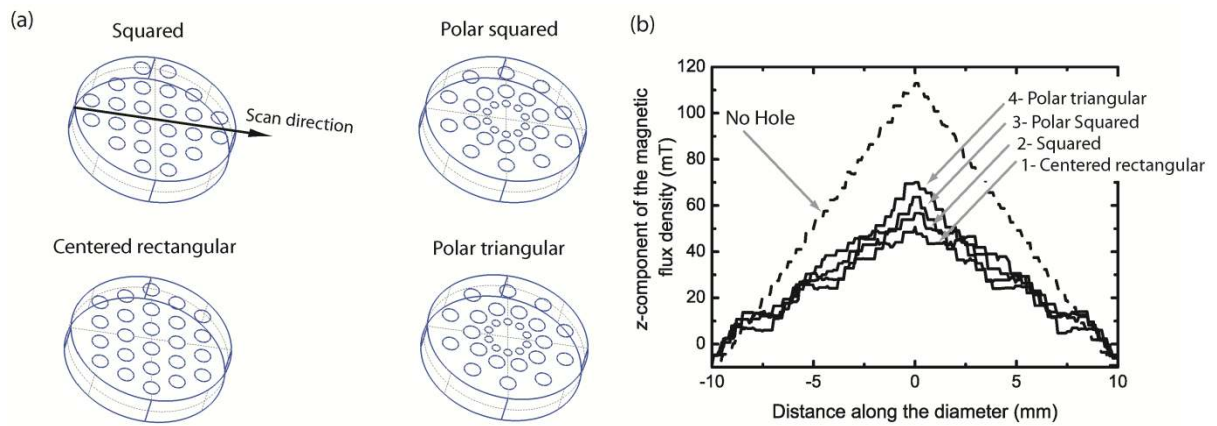 (a)
Squared
Polar squared
Scan direction
Centered rectangular
Polar triangular
(b)
z-component of the magnetic
flux density (mT)
120
100
80
60
40
20
0
-10
-5
0
5
10
Distance along the diameter (mm)
No Hole
4- Polar triangular
3- Polar Squared
2- Squared
1- Centered rectangular